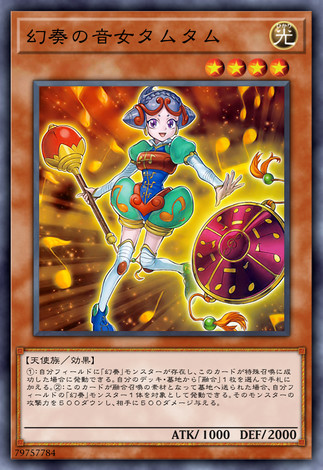 幻奏の音女タムタム
光
【天使族／効果】
①：自分フィールドに「幻奏」モンスターが存在し、このカードが特殊召喚に
成功した場合に発動できる。自分のデッキ・墓地から「融合」１枚を選んで手札に
加える。②：このカードが融合召喚の素材となって墓地へ送られた場合、自分フィ
ールドの「幻奏」モンスター１体を対象として発動できる。そのモンスターの
攻撃力を５００ダウンし、相手に５００ダメージ与える。
ATK/1000 DEF/2000
79757784